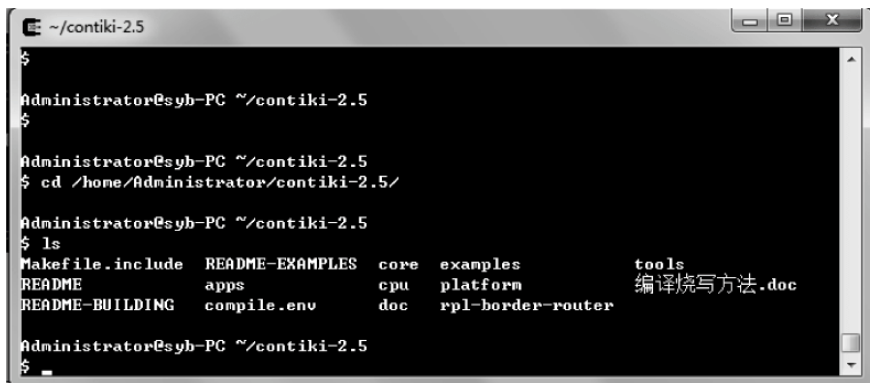 ~/contiki-2.5
$
Administrator@syb-PC ~/contiki-2.5
$
Administrator@syb-PC ~/contiki-2.5
$ cd /home/Administrator/contiki-2.5/
Administrator@syb-PC ~/contiki-2.5
$ ls
Makefile.include README-EXAMPLES core examples tools
README apps cpu platform 编译烧写方法.doc
README-BUILDING compile.env doc rpl-border-router
Administrator@syb-PC ~/contiki-2.5
$ _